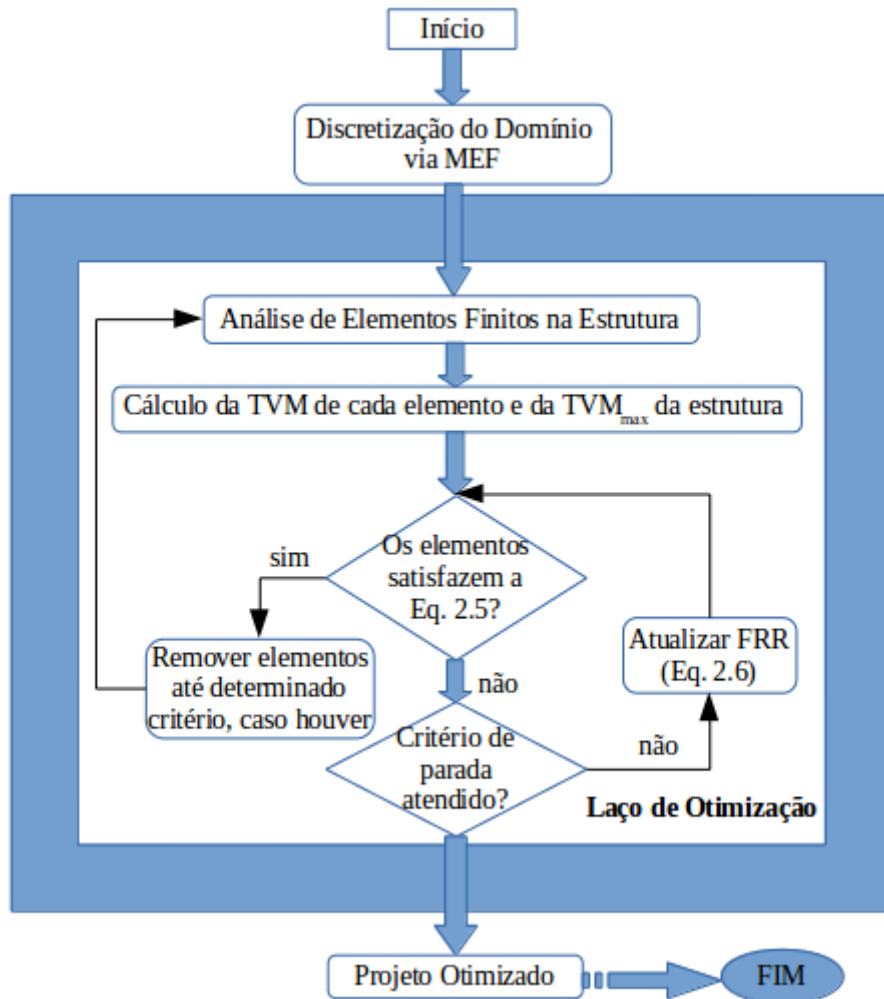 Início
Discretização do Domínio
via MEF
Análise de Elementos Finitos na Estrutura
Cálculo da TVM de cada elemento e da TVMmax da estrutura
Os elementos
satisfazem a
Eq. 2.5?
sim
Remover elementos
até determinado
critério, caso houver
não
Atualizar FRR
(Eq. 2.6)
Critério de
parada
atendido?
não
Laço de Otimização
Projeto Otimizado
FIM